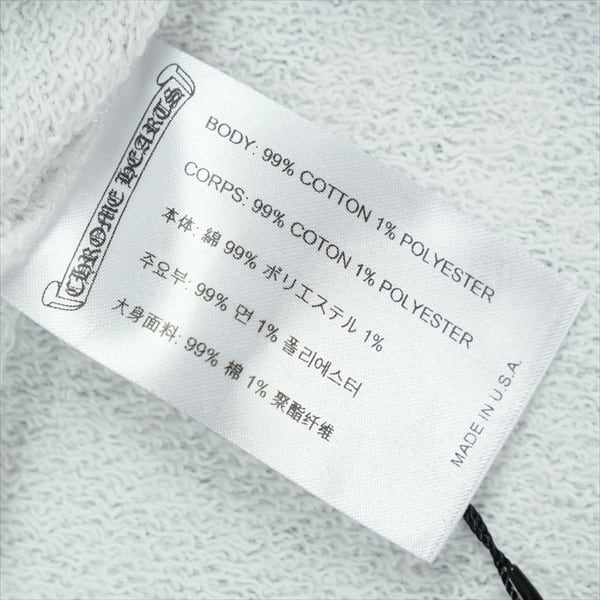 CHROME HEARTS
BODY: 99% COTTON 1% POLYESTER
CORPS: 99% COTON 1% POLYESTER
本体: 綿 99% ポリエステル 1%
주요부: 99% 면 1% 폴리에스터
大身面料: 99% 棉 1% 聚酯纤维
MADE IN U.S.A.